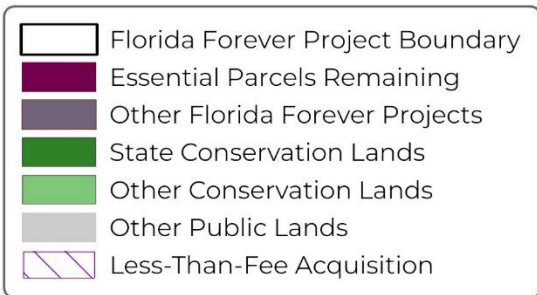 Florida Forever Project Boundary
Essential Parcels Remaining
Other Florida Forever Projects
State Conservation Lands
Other Conservation Lands
Other Public Lands
Less-Than-Fee Acquisition